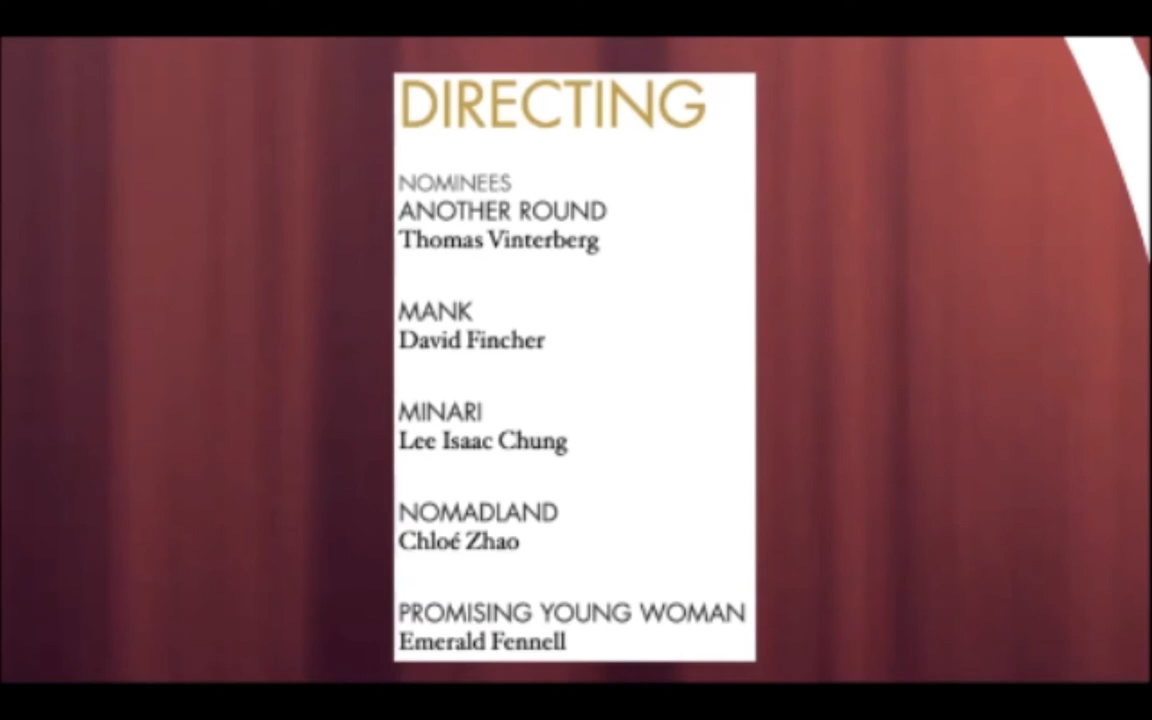 DIRECTING
NOMINEES
ANOTHER ROUND
Thomas Vinterberg
MANK
David Fincher
MINARI
Lee Isaac Chung
NOMADLAND
Chloé Zhao
PROMISING YOUNG WOMAN
Emerald Fennell